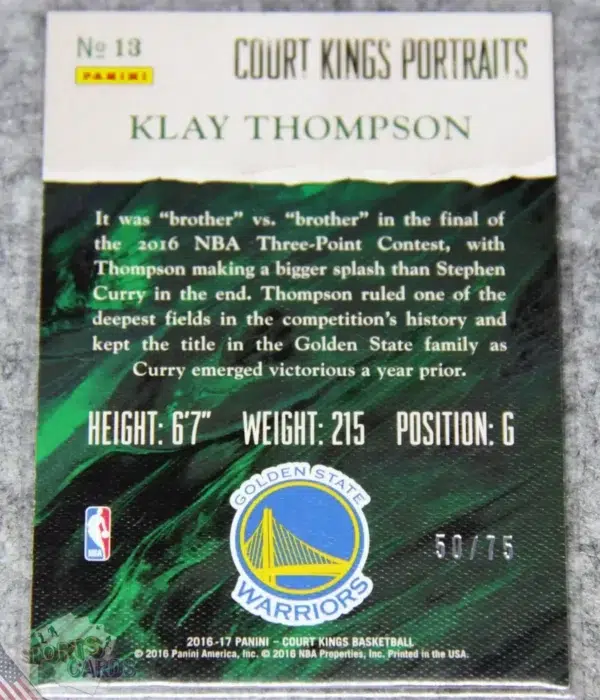 No 13
PANINI
COURT KINGS PORTRAITS
KLAY THOMPSON
It was “brother” vs. “brother” in the final of
the 2016 NBA Three-Point Contest, with
Thompson making a bigger splash than Stephen
Curry in the end. Thompson ruled one of the
deepest fields in the competition’s history and
kept the title in the Golden State family as
Curry emerged victorious a year prior.
HEIGHT: 6’7” WEIGHT: 215 POSITION: G
GOLDEN STATE
WARRIORS
NBA
50/75
2016-17 PANINI – COURT KINGS BASKETBALL
© 2016 Panini America, Inc. © 2016 NBA Properties, Inc. Printed in the USA.
SPORTS
CARDS